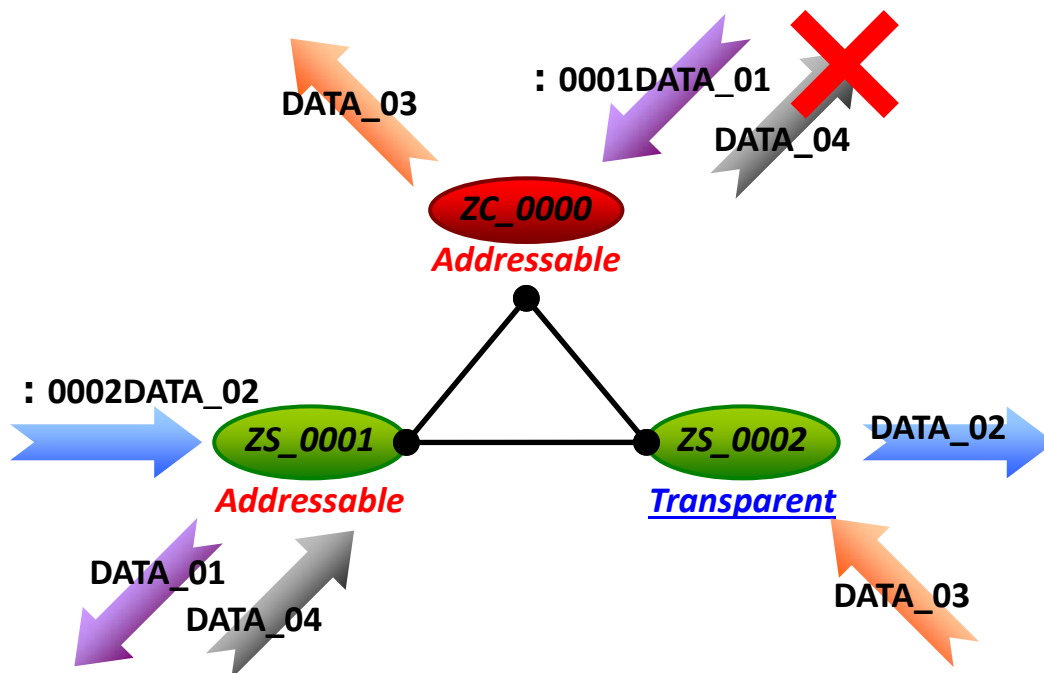 DATA_03
: 0001DATA_01
DATA_04
ZC_0000
Addressable
: 0002DATA_02
ZS_0001
ZS_0002
DATA_02
Addressable
Transparent
DATA_01
DATA_04
DATA_03